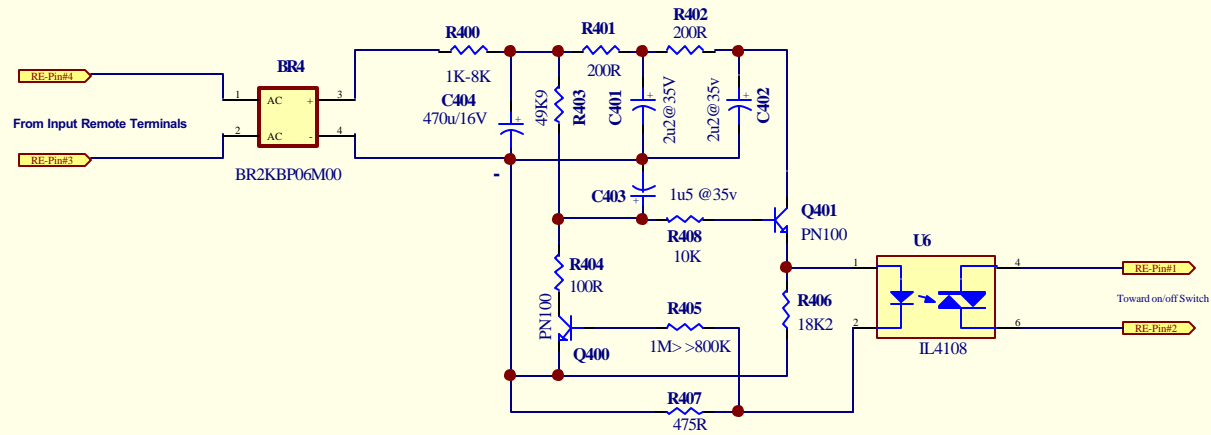 R402
200R
R401
200R
R400
1K-8K
BR4
RE-Pin#4
1
AC
+
3
From Input Remote Terminals
2
AC
-
4
RE-Pin#3
BR2KBP06M00
C404
470u/16V
+
49K9
R403
C401
+
2u2@35V
2u2@35v
+
C402
-
C403
+
1u5 @35v
Q401
PN100
R408
10K
U6
R404
100R
PN100
Q400
R405
1M> >800K
R406
18K2
1
2
4
6
IL4108
RE-Pin#1
Toward on/off Switch
RE-Pin#2
R407
475R